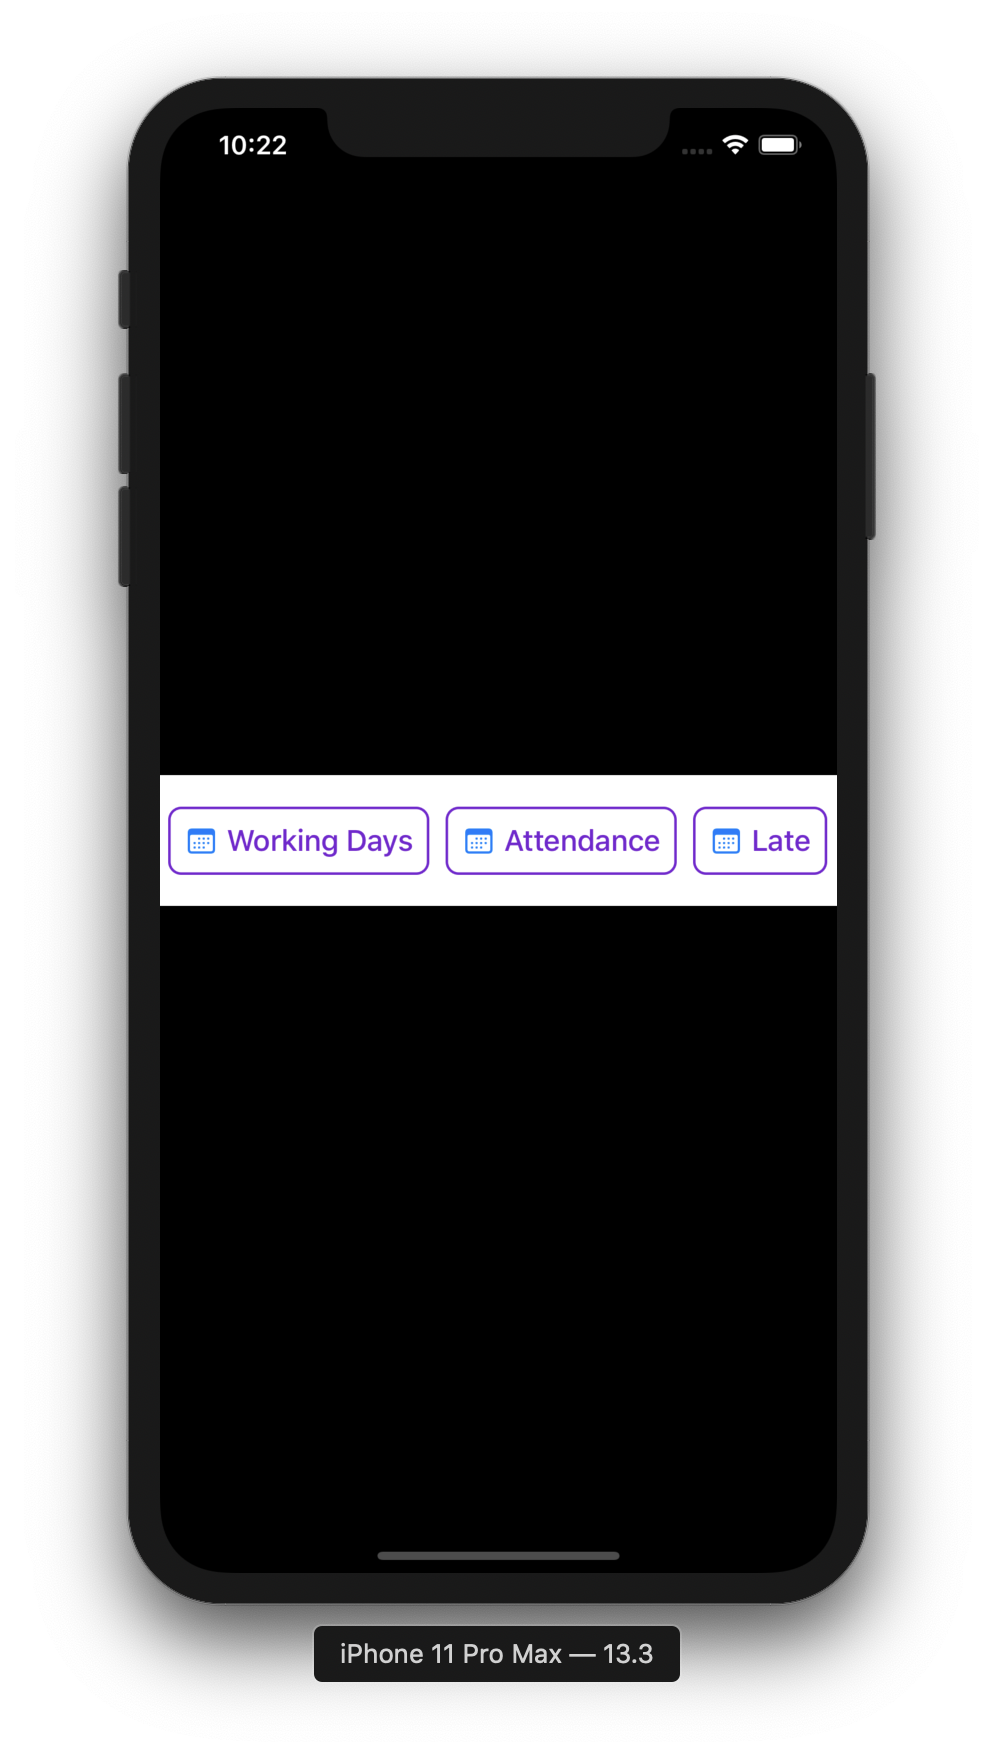 10:22
Working Days
Attendance
Late
iPhone 11 Pro Max — 13.3